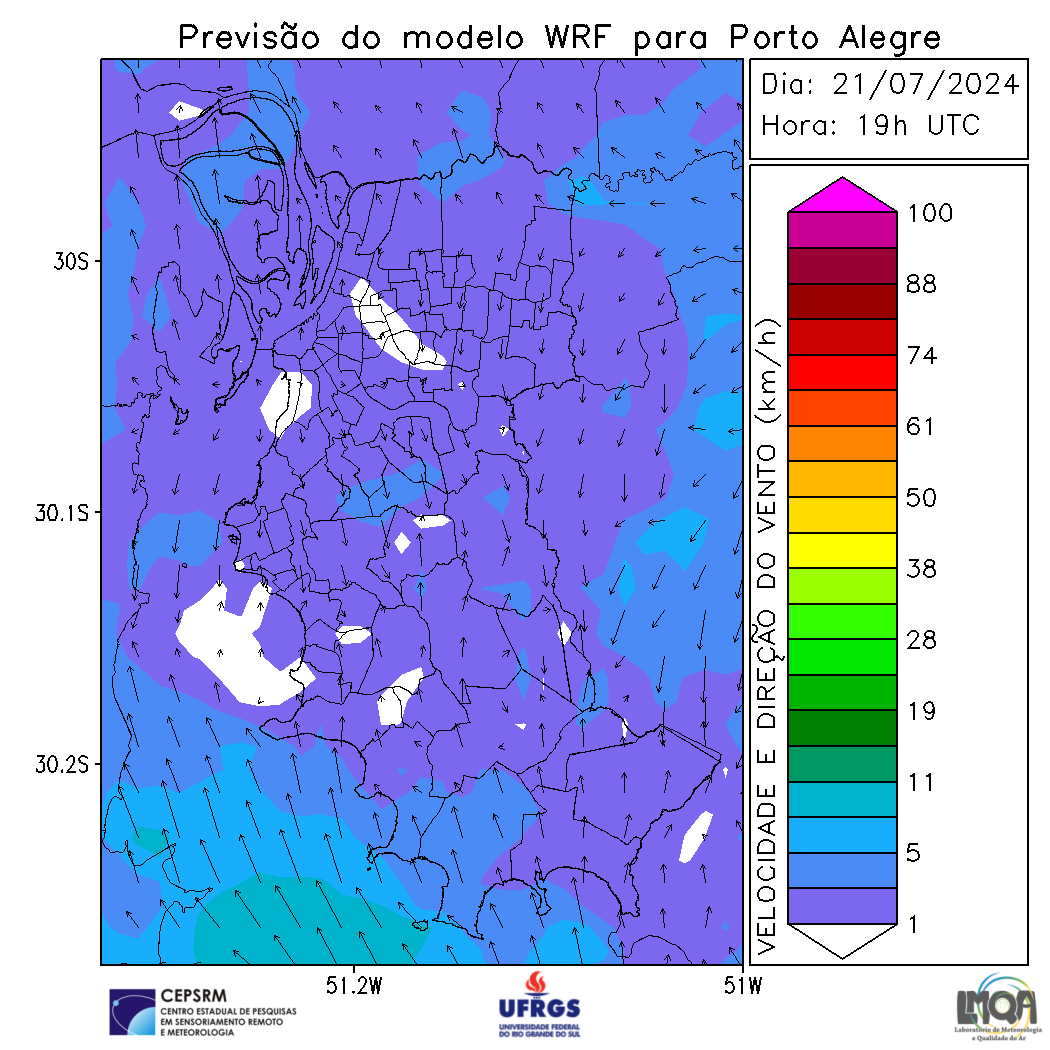 Previsão do modelo WRF para Porto Alegre
Dia: 21/07/2024
Hora: 19h UTC
VELOCIDADE E DIREÇÃO DO VENTO (km/h)
100
88
74
61
50
38
28
19
11
5
1
30S
30.1S
30.2S
51.2W
51W
CEPSRM
CENTRO ESTADUAL DE PESQUISAS
EM SENSORIAMENTO REMOTO
E METEOROLOGIA
UFRGS
UNIVERSIDADE FEDERAL
DO RIO GRANDE DO SUL
LMQA
Laboratório de Meteorologia
e Qualidade do Ar